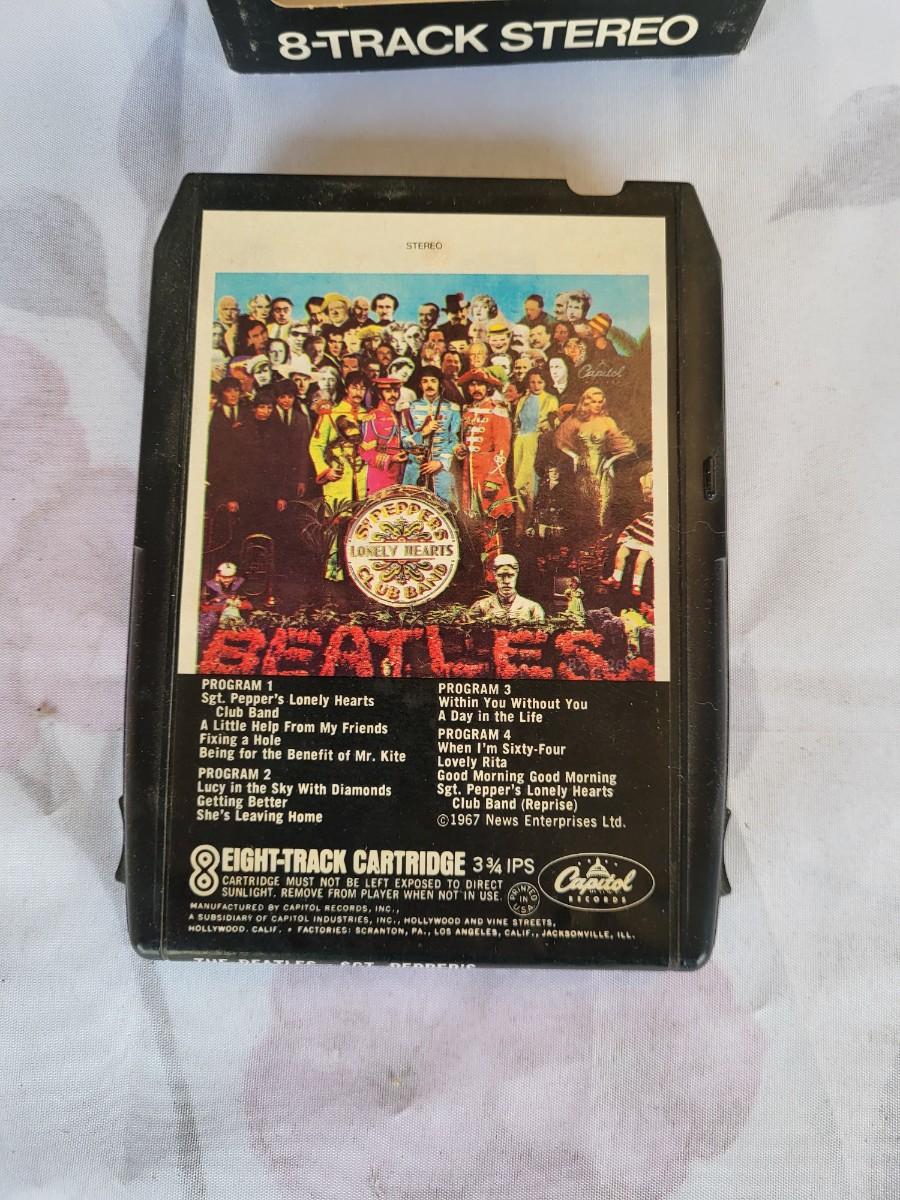 8-TRACK STEREO
STEREO
Capitol
SGT. PEPPER'S
LONELY HEARTS
CLUB BAND
BEATLES
PROGRAM 1
Sgt. Pepper's Lonely Hearts
Club Band
A Little Help From My Friends
Fixing a Hole
Being for the Benefit of Mr. Kite
PROGRAM 2
Lucy in the Sky With Diamonds
Getting Better
She's Leaving Home
PROGRAM 3
Within You Without You
A Day in the Life
PROGRAM 4
When I'm Sixty-Four
Lovely Rita
Good Morning Good Morning
Sgt. Pepper's Lonely Hearts
Club Band (Reprise)
©1967 News Enterprises Ltd.
8 EIGHT-TRACK CARTRIDGE 3 ¾ IPS
CARTRIDGE MUST NOT BE LEFT EXPOSED TO DIRECT
SUNLIGHT. REMOVE FROM PLAYER WHEN NOT IN USE.
PRINTED IN U.S.A.
Capitol
RECORDS
MANUFACTURED BY CAPITOL RECORDS, INC.,
A SUBSIDIARY OF CAPITOL INDUSTRIES, INC., HOLLYWOOD AND VINE STREETS,
HOLLYWOOD, CALIF. • FACTORIES: SCRANTON, PA., LOS ANGELES, CALIF., JACKSONVILLE, ILL.
THE BEATLES SGT. PEPPER'S